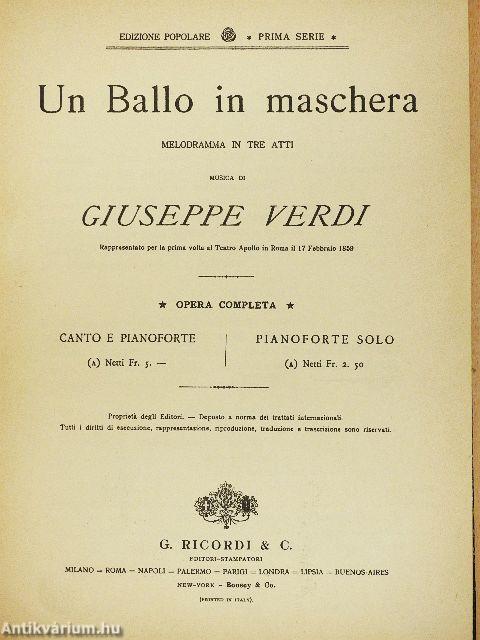 EDIZIONE POPOLARE * PRIMA SERIE *
Un Ballo in maschera
MELODRAMMA IN TRE ATTI
MUSICA DI
GIUSEPPE VERDI
Rappresentato per la prima volta al Teatro Apollo in Roma il 17 Febbraio 1859
★ OPERA COMPLETA ★
CANTO E PIANOFORTE
(A) Netti Fr. 5. —
PIANOFORTE SOLO
(A) Netti Fr. 2. 50
Proprietà degli Editori. — Deposto a norma dei trattati internazionali.
Tutti i diritti di esecuzione, rappresentazione, riproduzione, traduzione e trascrizione sono riservati.
G. RICORDI & C.
EDITORI-STAMPATORI
MILANO — ROMA — NAPOLI — PALERMO — PARIGI — LONDRA — LIPSIA — BUENOS-AIRES
NEW-YORK - Boosey & Co.
(PRINTED IN ITALY).
Antikvárium.hu